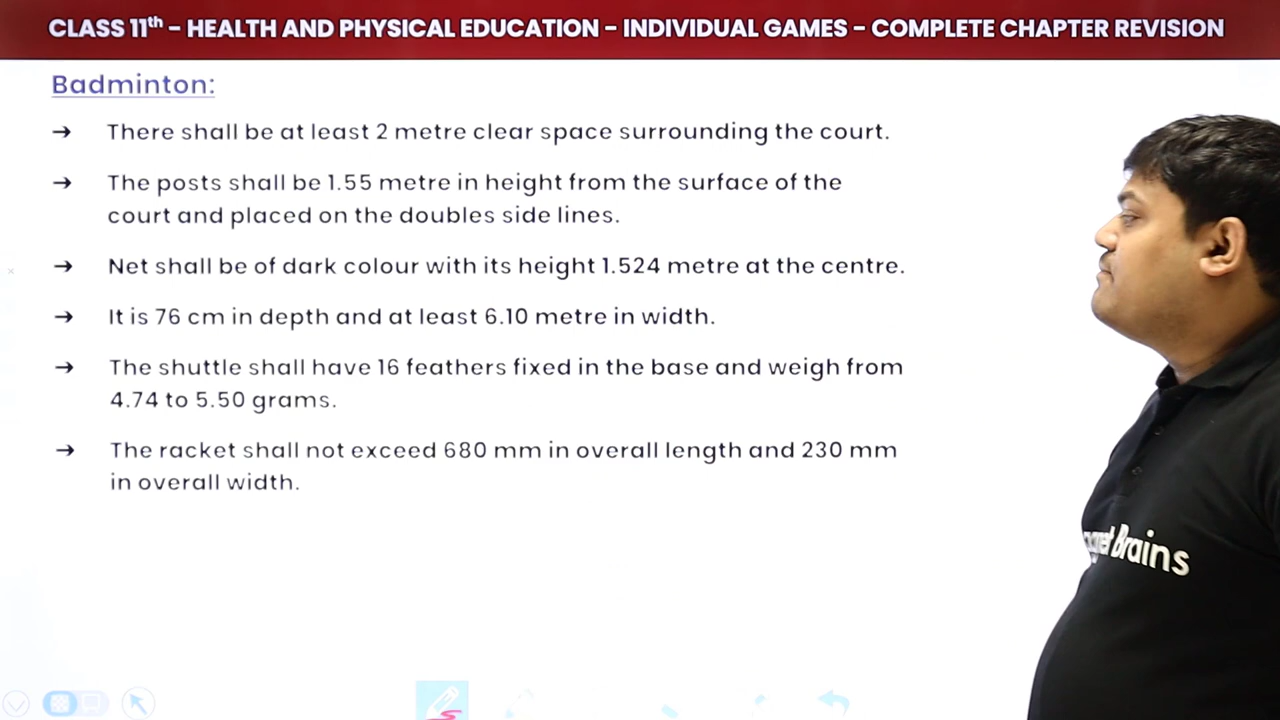 CLASS 11th – HEALTH AND PHYSICAL EDUCATION – INDIVIDUAL GAMES – COMPLETE CHAPTER REVISION
Badminton:
→ There shall be at least 2 metre clear space surrounding the court.
→ The posts shall be 1.55 metre in height from the surface of the
court and placed on the doubles side lines.
→ Net shall be of dark colour with its height 1.524 metre at the centre.
→ It is 76 cm in depth and at least 6.10 metre in width.
→ The shuttle shall have 16 feathers fixed in the base and weigh from
4.74 to 5.50 grams.
→ The racket shall not exceed 680 mm in overall length and 230 mm
in overall width.
Brains